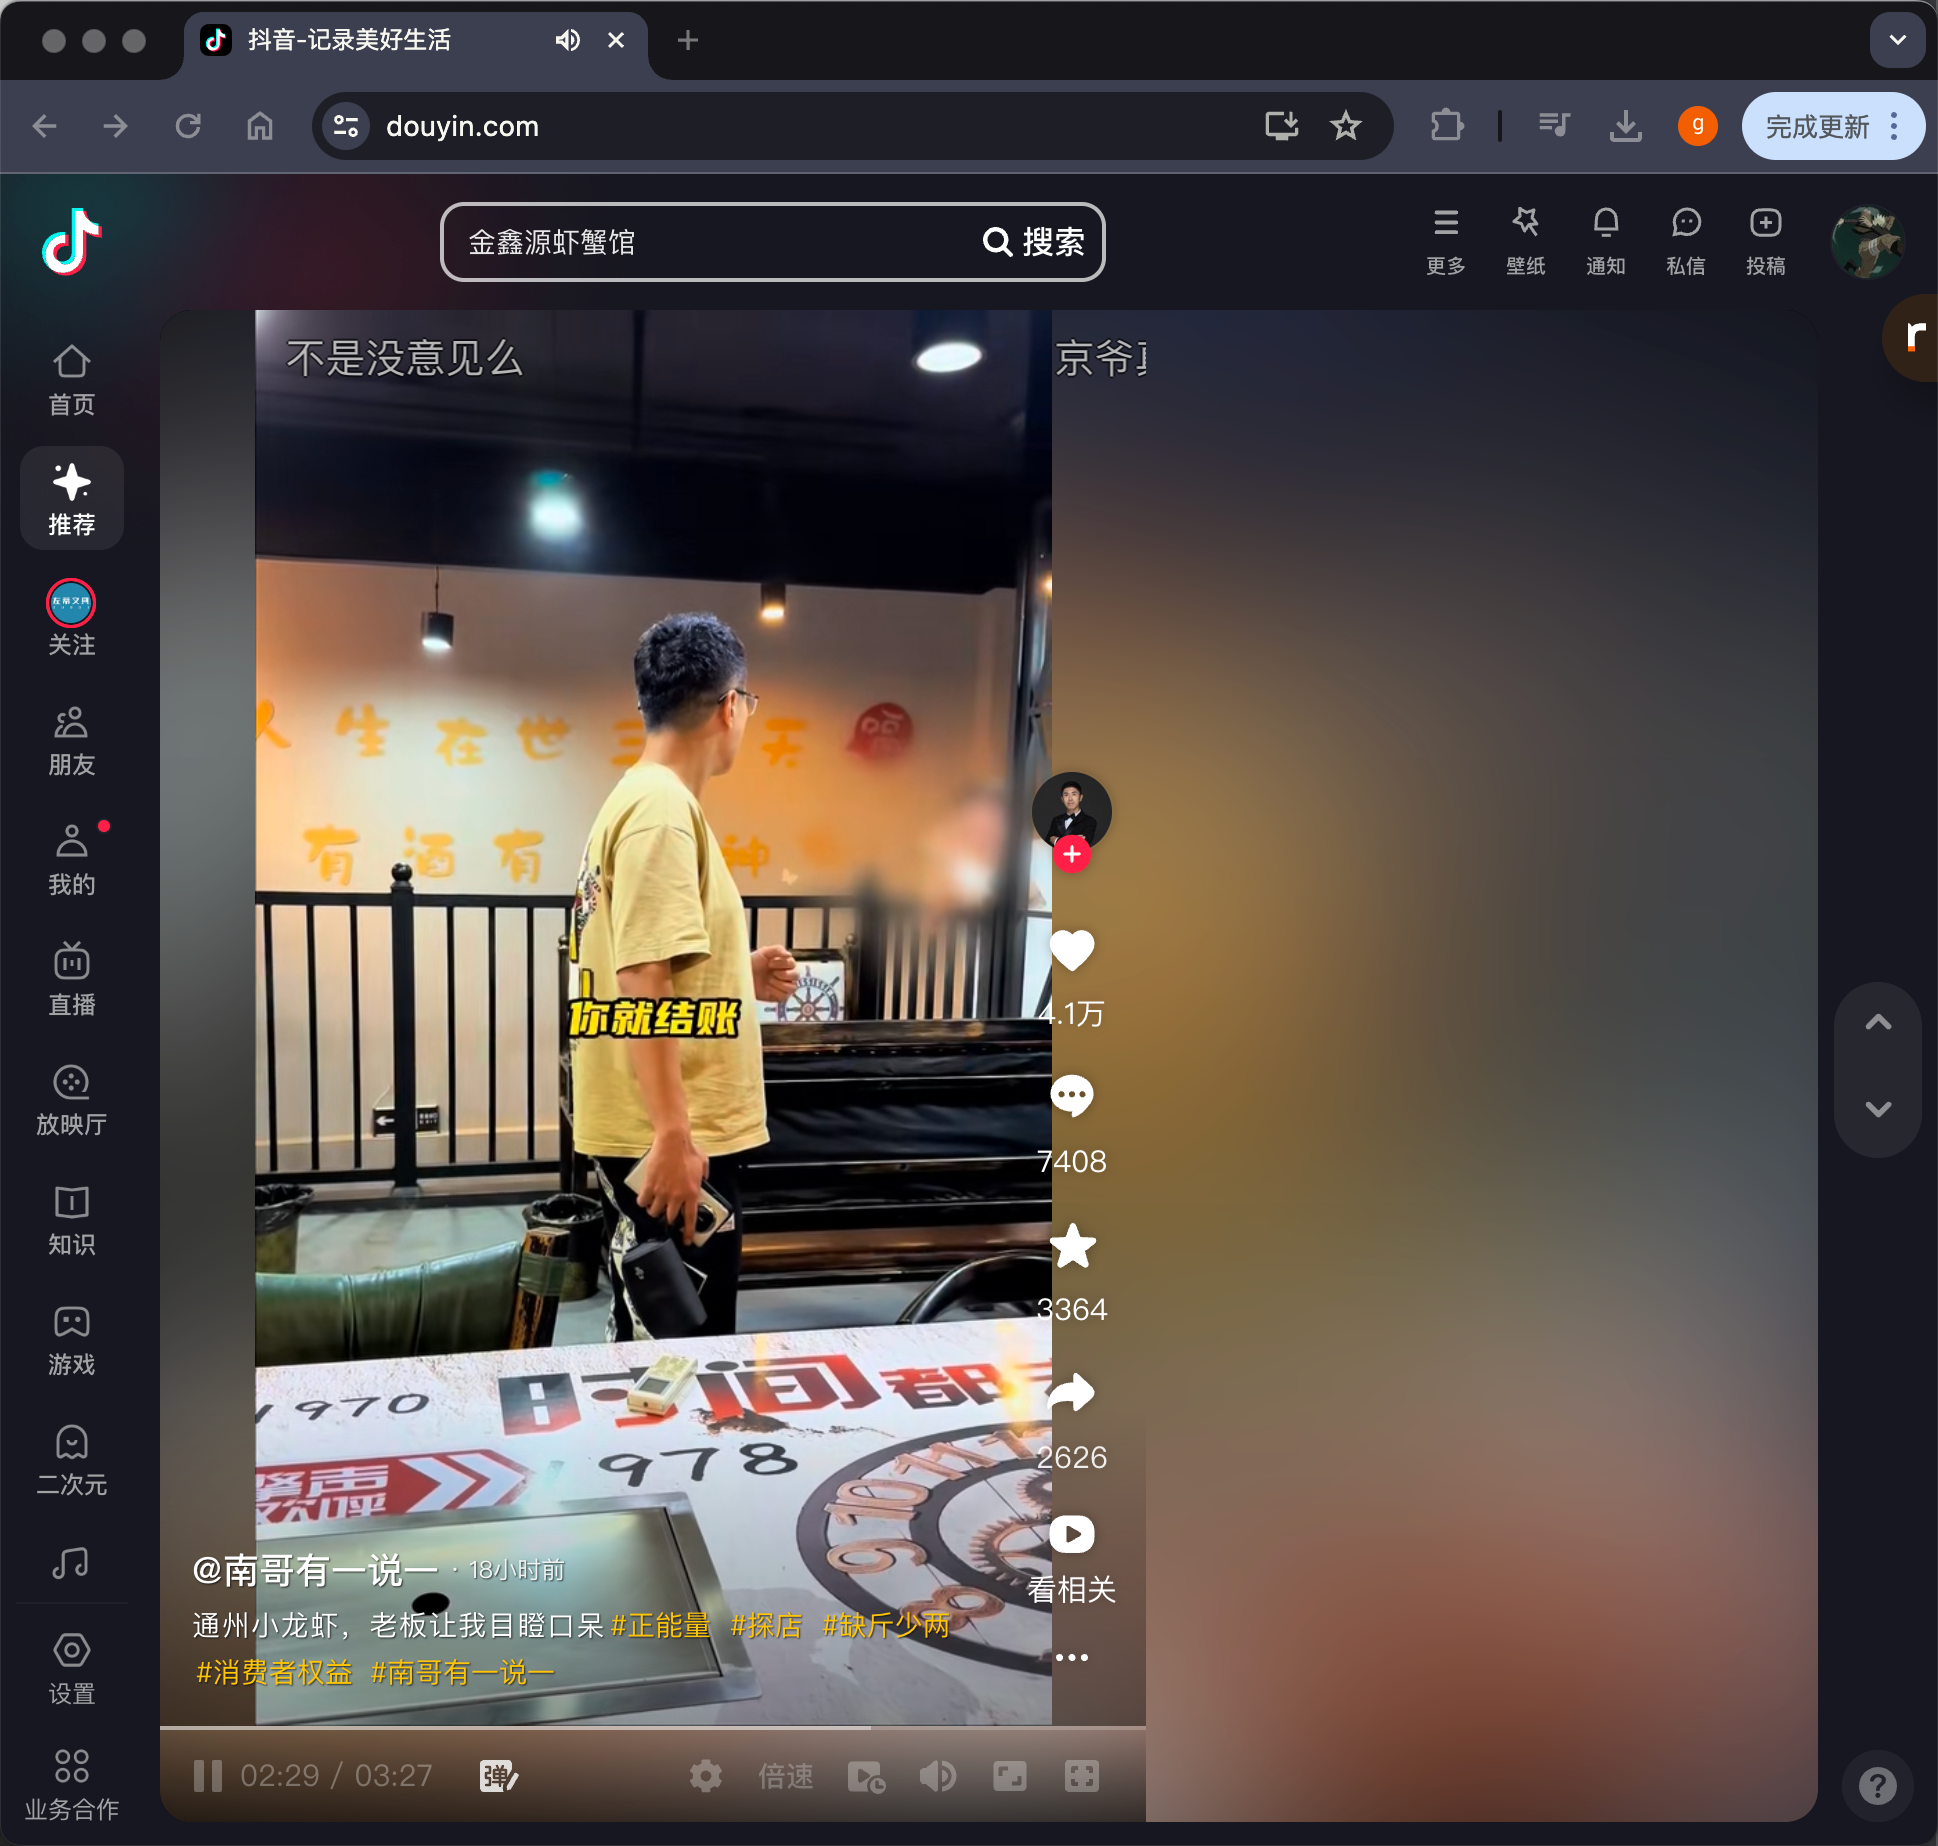 抖音-记录美好生活
douyin.com
g
完成更新
金鑫源虾蟹馆
搜索
更多
壁纸
通知
私信
投稿
首页
推荐
关注
朋友
我的
直播
放映厅
知识
游戏
二次元
设置
业务合作
不是没意见么
京爷
r
人生在世三 天
有酒有 神
你就结账
4.1万
7408
3364
2626
看相关
1970
时间都
1978
9 10 11
9
8
@南哥有一说一 · 18小时前
通州小龙虾，老板让我目瞪口呆 #正能量 #探店 #缺斤少两
#消费者权益 #南哥有一说一
02:29 / 03:27
弹
倍速